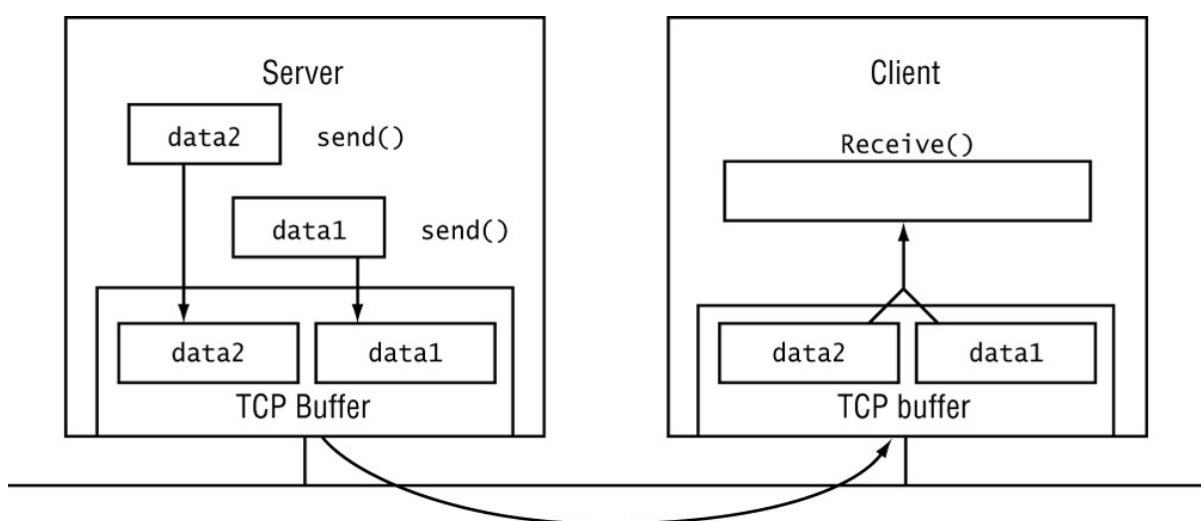 Server
data2 send()
data1 send()
data2 data1
TCP Buffer
Client
Receive()
data2 data1
TCP buffer